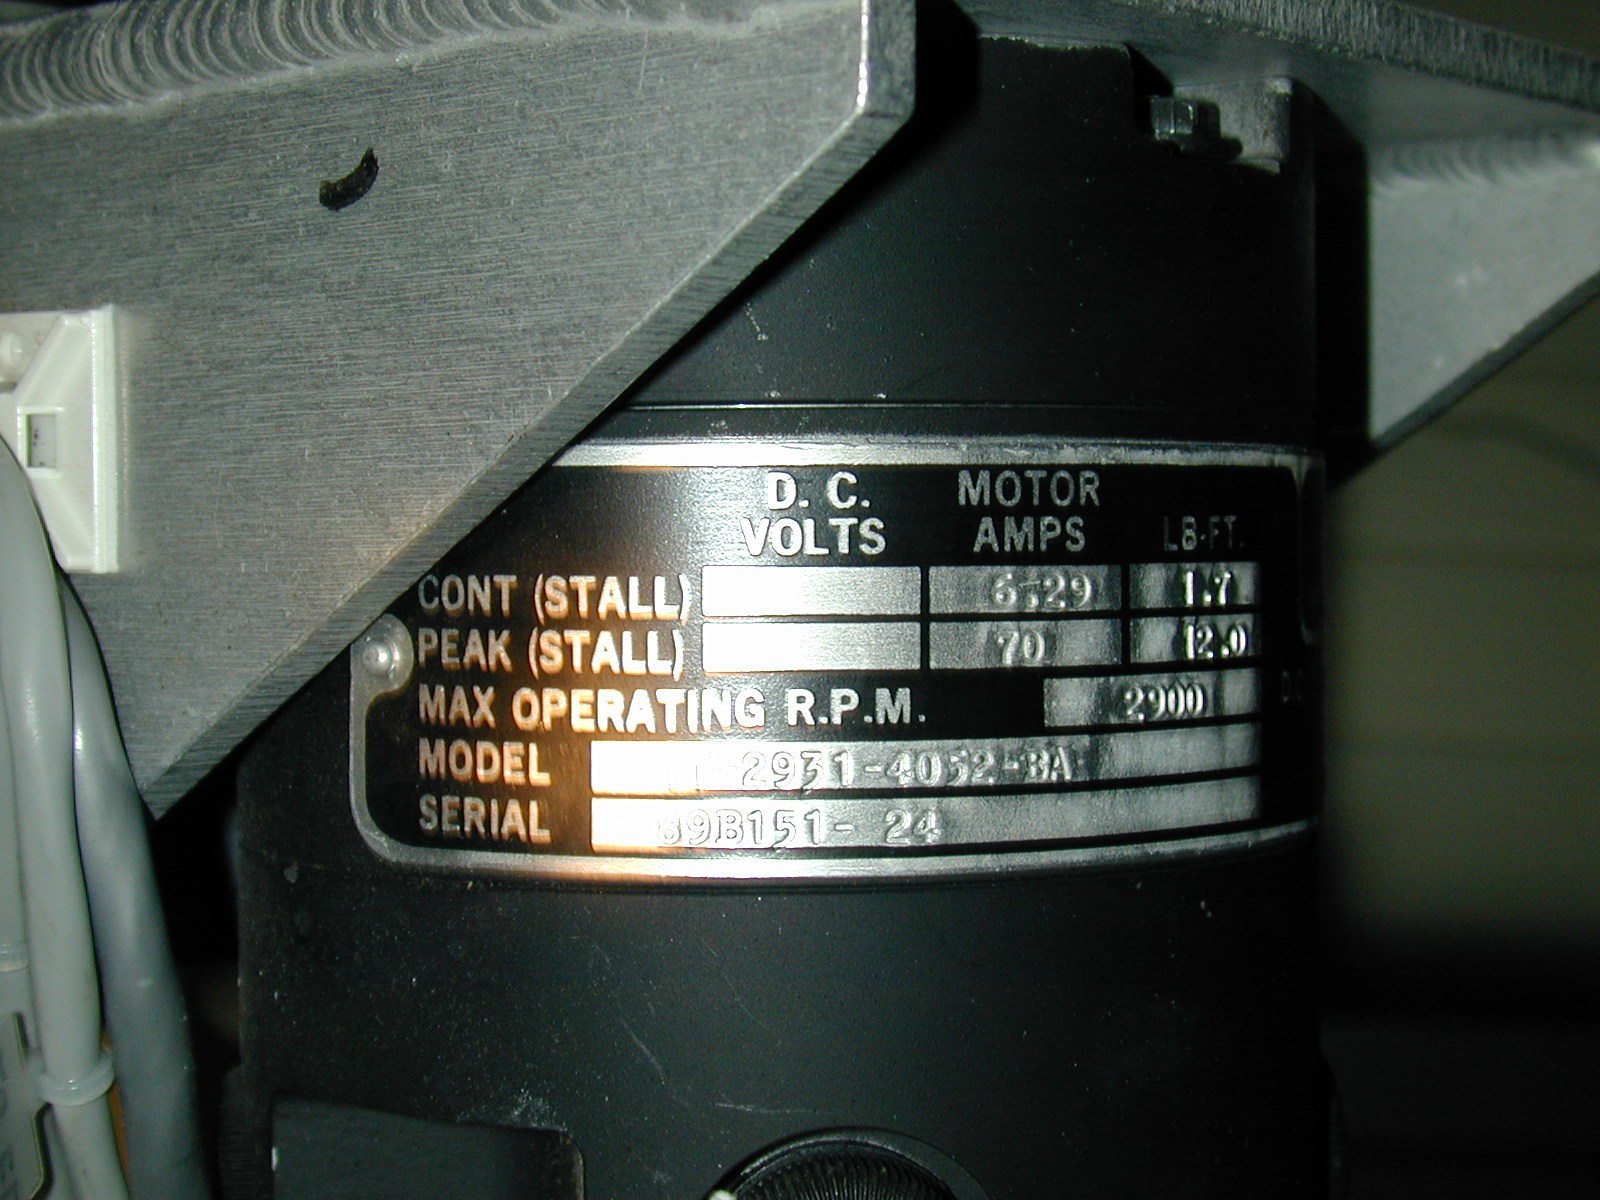 D. C. MOTOR
VOLTS AMPS LB-FT.
CONT (STALL) 6.29 1.7
PEAK (STALL) 70 12.0
MAX OPERATING R.P.M. 2900
MODEL -2931-4052-BA
SERIAL 89B151- 24